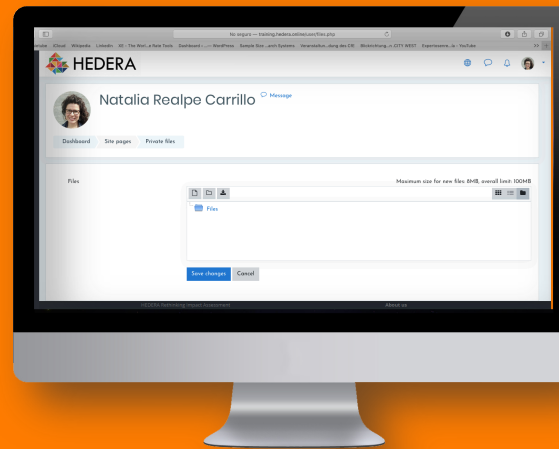 No seguro — training.hedera.online/user/files.php
iCloud Wikipedia LinkedIn Dashboard WordPress YouTube
HEDERA
Natalia Realpe Carrillo Message
Dashboard Site pages Private files
Files
Maximum size for new files: 8MB, overall limit: 100MB
Files
Save changes Cancel
HEDERA Rethinking Impact Assessment About us